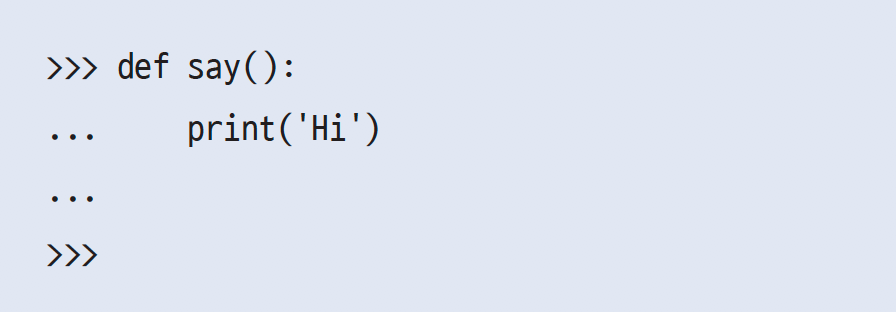 >>> def say():
...     print('Hi')
...
>>>